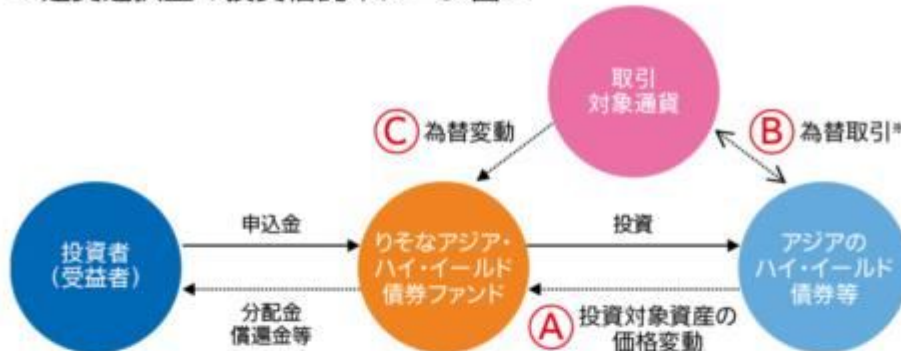 取引
対象通貨
Ⓒ 為替変動
Ⓑ 為替取引*
投資者
(受益者)
申込金
分配金
償還金等
りそなアジア・
ハイ・イールド
債券ファンド
投資
Ⓐ 投資対象資産の
価格変動
アジアの
ハイ・イールド
債券等